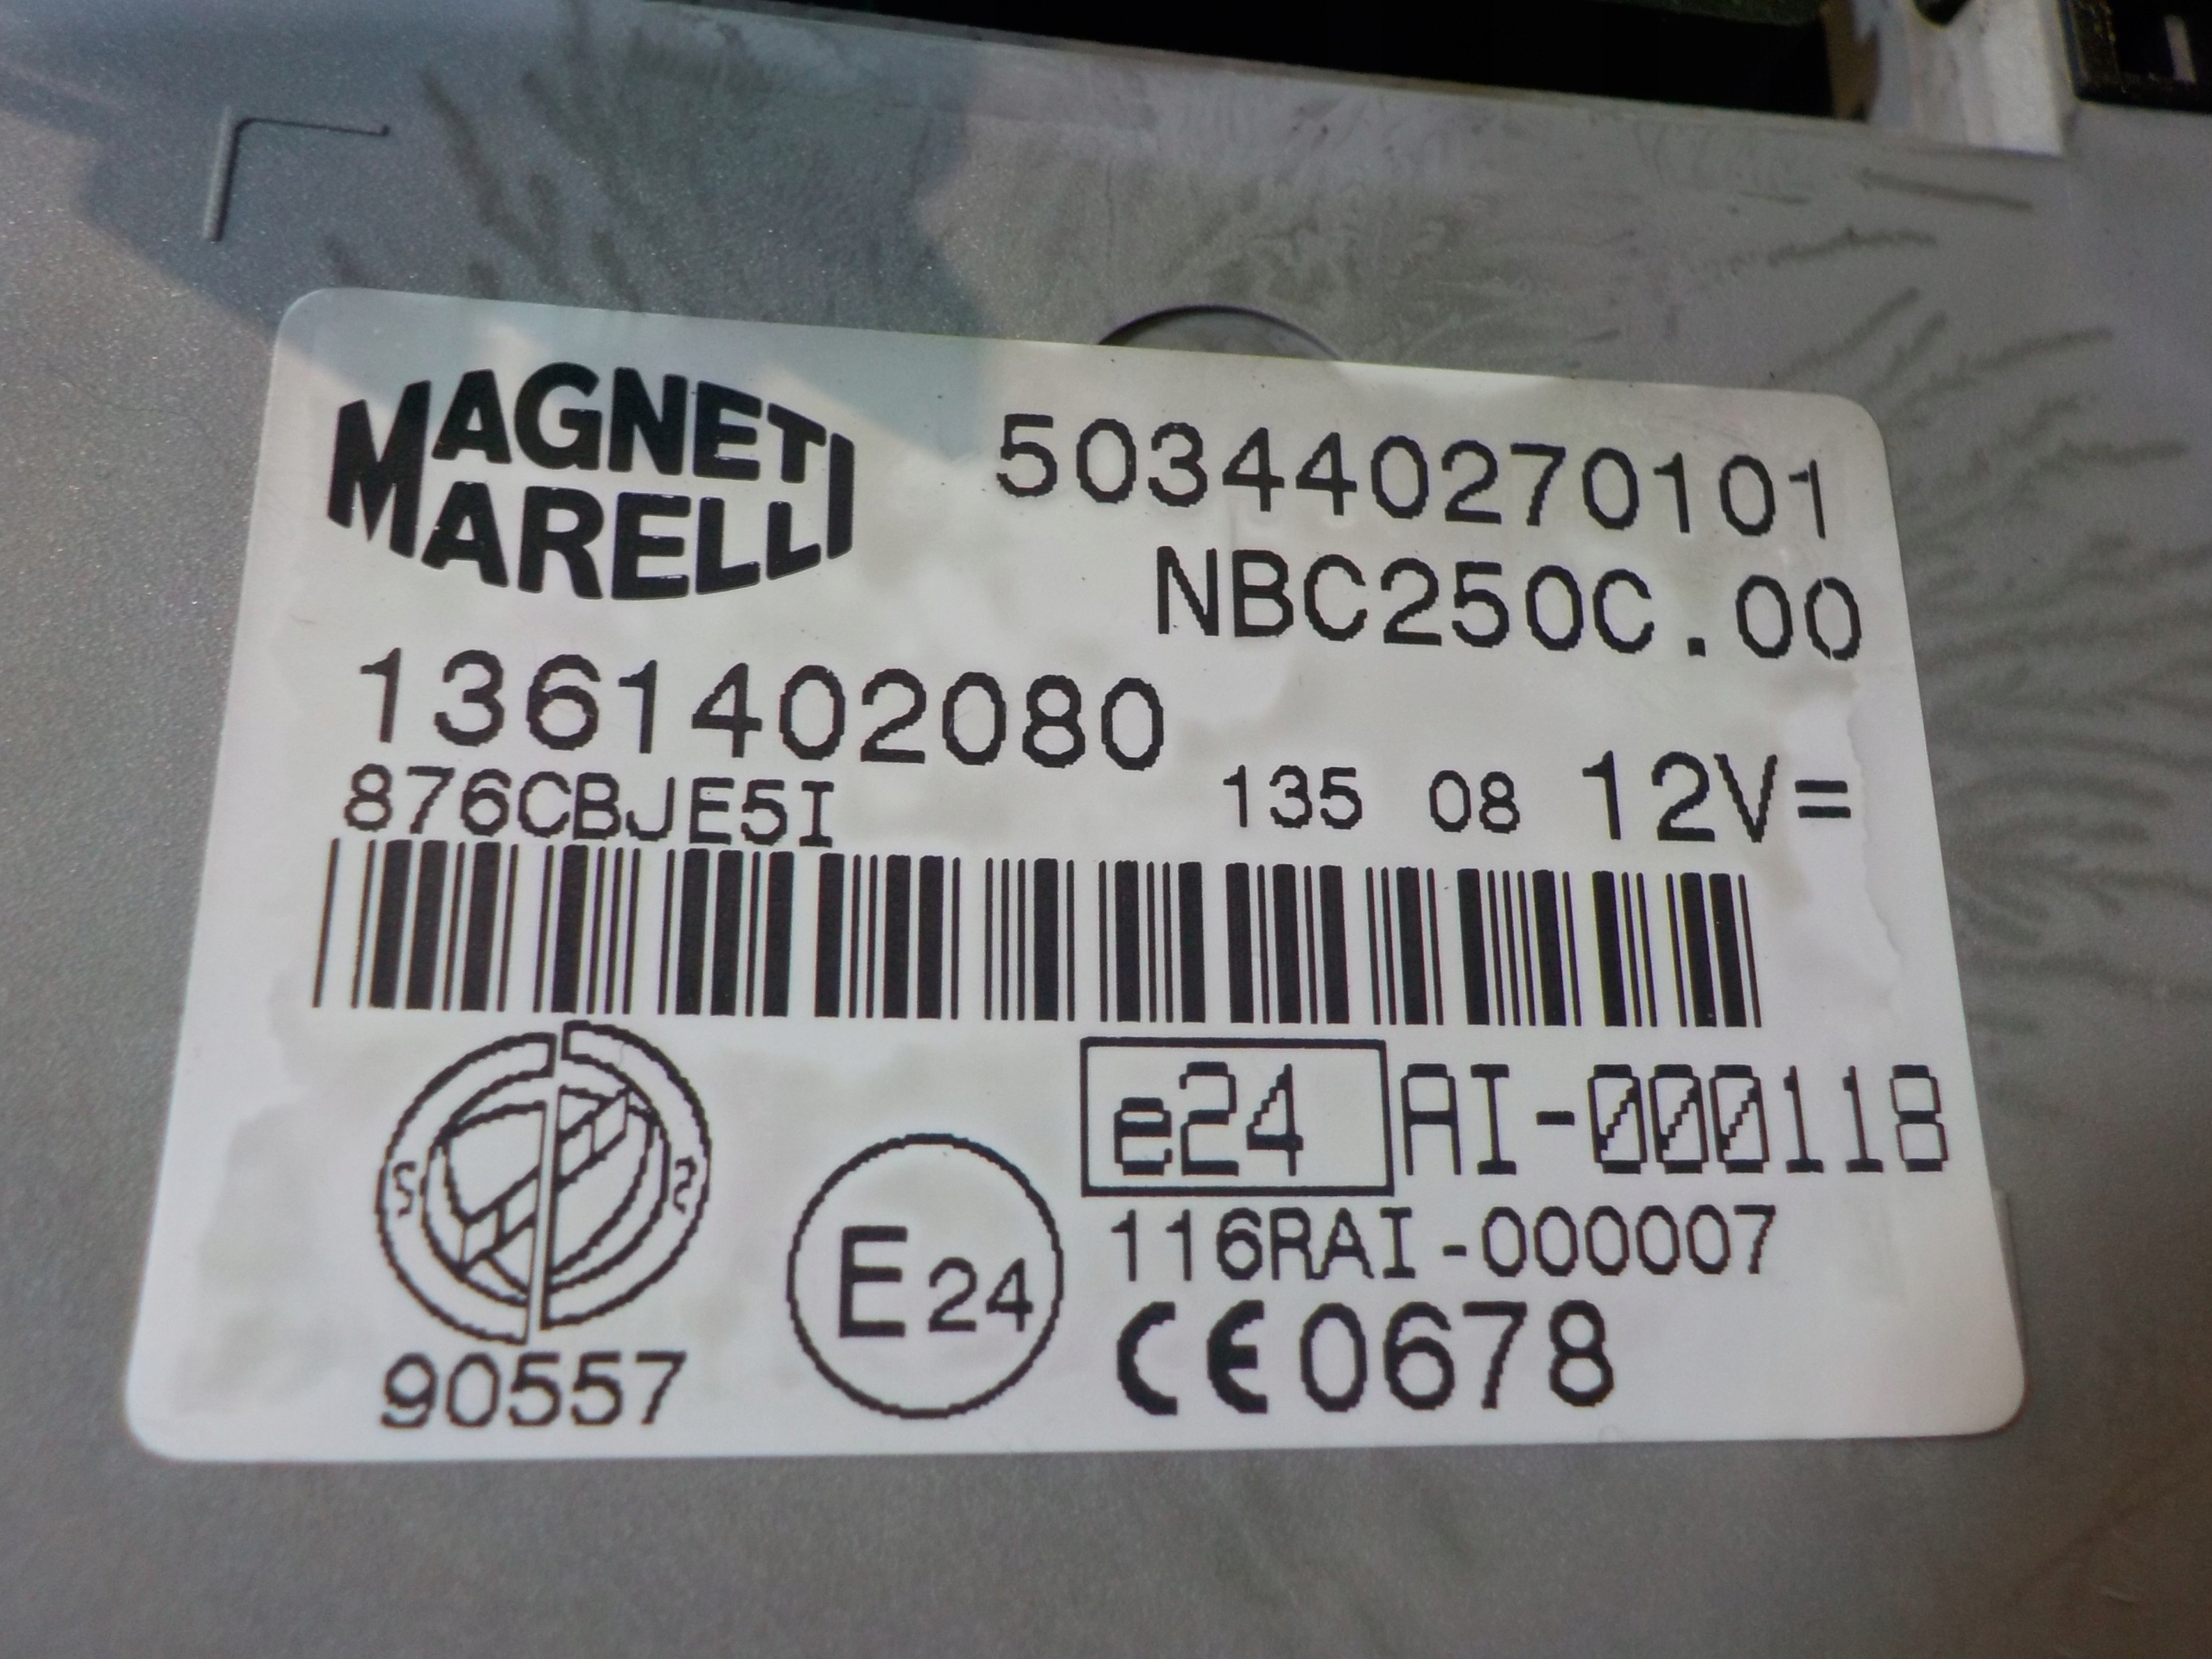 MAGNETI
MARELLI
503440270101
NBC250C.00
1361402080
876CBJE5I 135 08 12V=
e24 AI-000118
116RAI-000007
E24
CE0678
90557